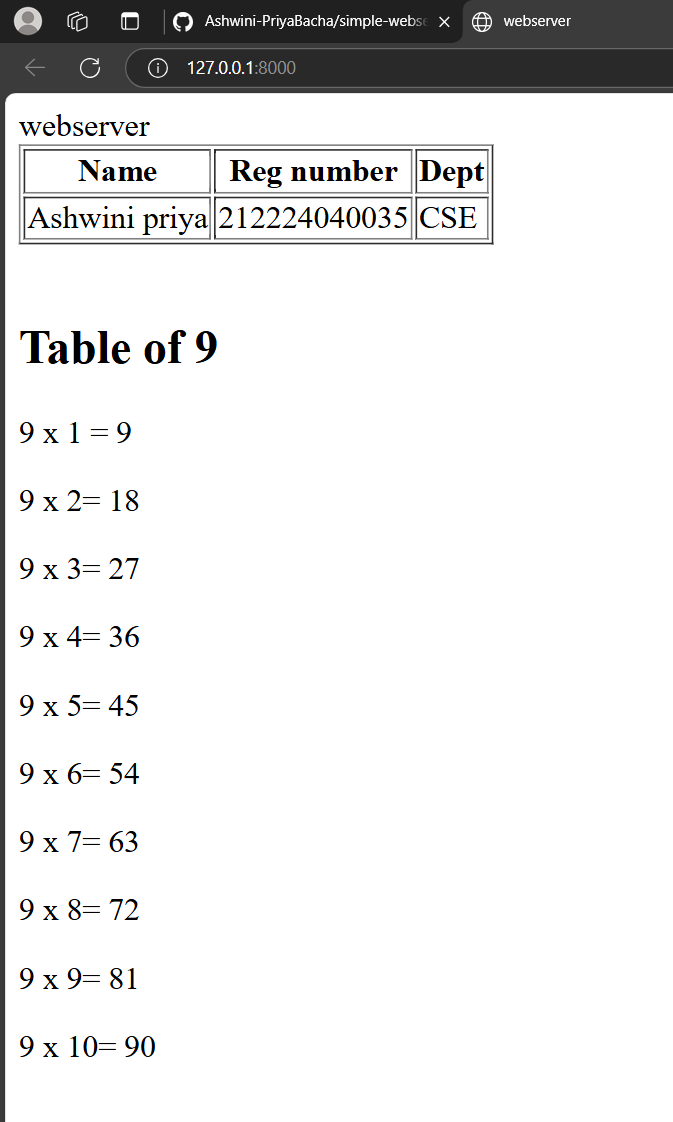 Ashwini-PriyaBacha/simple-webse
webserver
127.0.0.1:8000
webserver
Name Reg number Dept
Ashwini priya 212224040035 CSE
Table of 9
9 x 1 = 9
9 x 2= 18
9 x 3= 27
9 x 4= 36
9 x 5= 45
9 x 6= 54
9 x 7= 63
9 x 8= 72
9 x 9= 81
9 x 10= 90